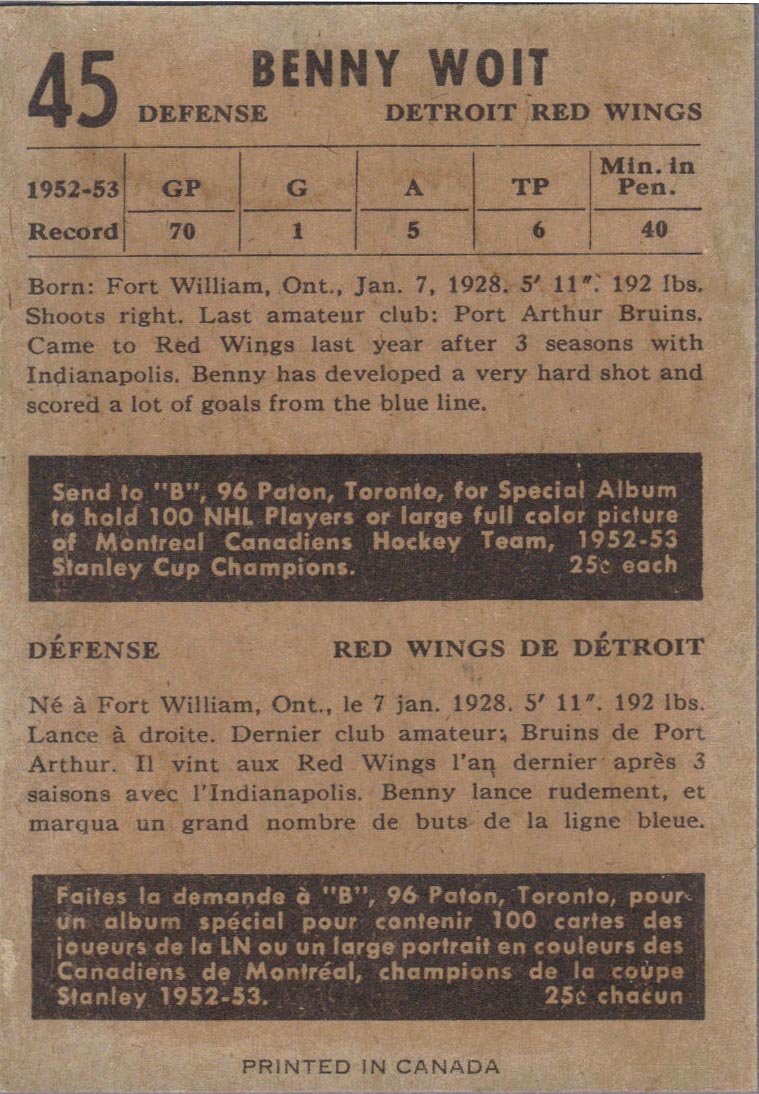 45 BENNY WOIT
DEFENSE DETROIT RED WINGS
1952-53 GP G A TP Min. in Pen.
Record 70 1 5 6 40
Born: Fort William, Ont., Jan. 7, 1928. 5′ 11″. 192 lbs.
Shoots right. Last amateur club: Port Arthur Bruins.
Came to Red Wings last year after 3 seasons with
Indianapolis. Benny has developed a very hard shot and
scored a lot of goals from the blue line.
Send to "B", 96 Paton, Toronto, for Special Album
to hold 100 NHL Players or large full color picture
of Montreal Canadiens Hockey Team, 1952-53
Stanley Cup Champions. 25c each
DÉFENSE RED WINGS DE DÉTROIT
Né à Fort William, Ont., le 7 jan. 1928. 5′ 11″. 192 lbs.
Lance à droite. Dernier club amateur: Bruins de Port
Arthur. Il vint aux Red Wings l'an dernier après 3
saisons avec l'Indianapolis. Benny lance rudement, et
marqua un grand nombre de buts de la ligne bleue.
Faites la demande à "B", 96 Paton, Toronto, pour
un album spécial pour contenir 100 cartes des
joueurs de la LN ou un large portrait en couleurs des
Canadiens de Montréal, champions de la coupe
Stanley 1952-53. 25c chacun
PRINTED IN CANADA